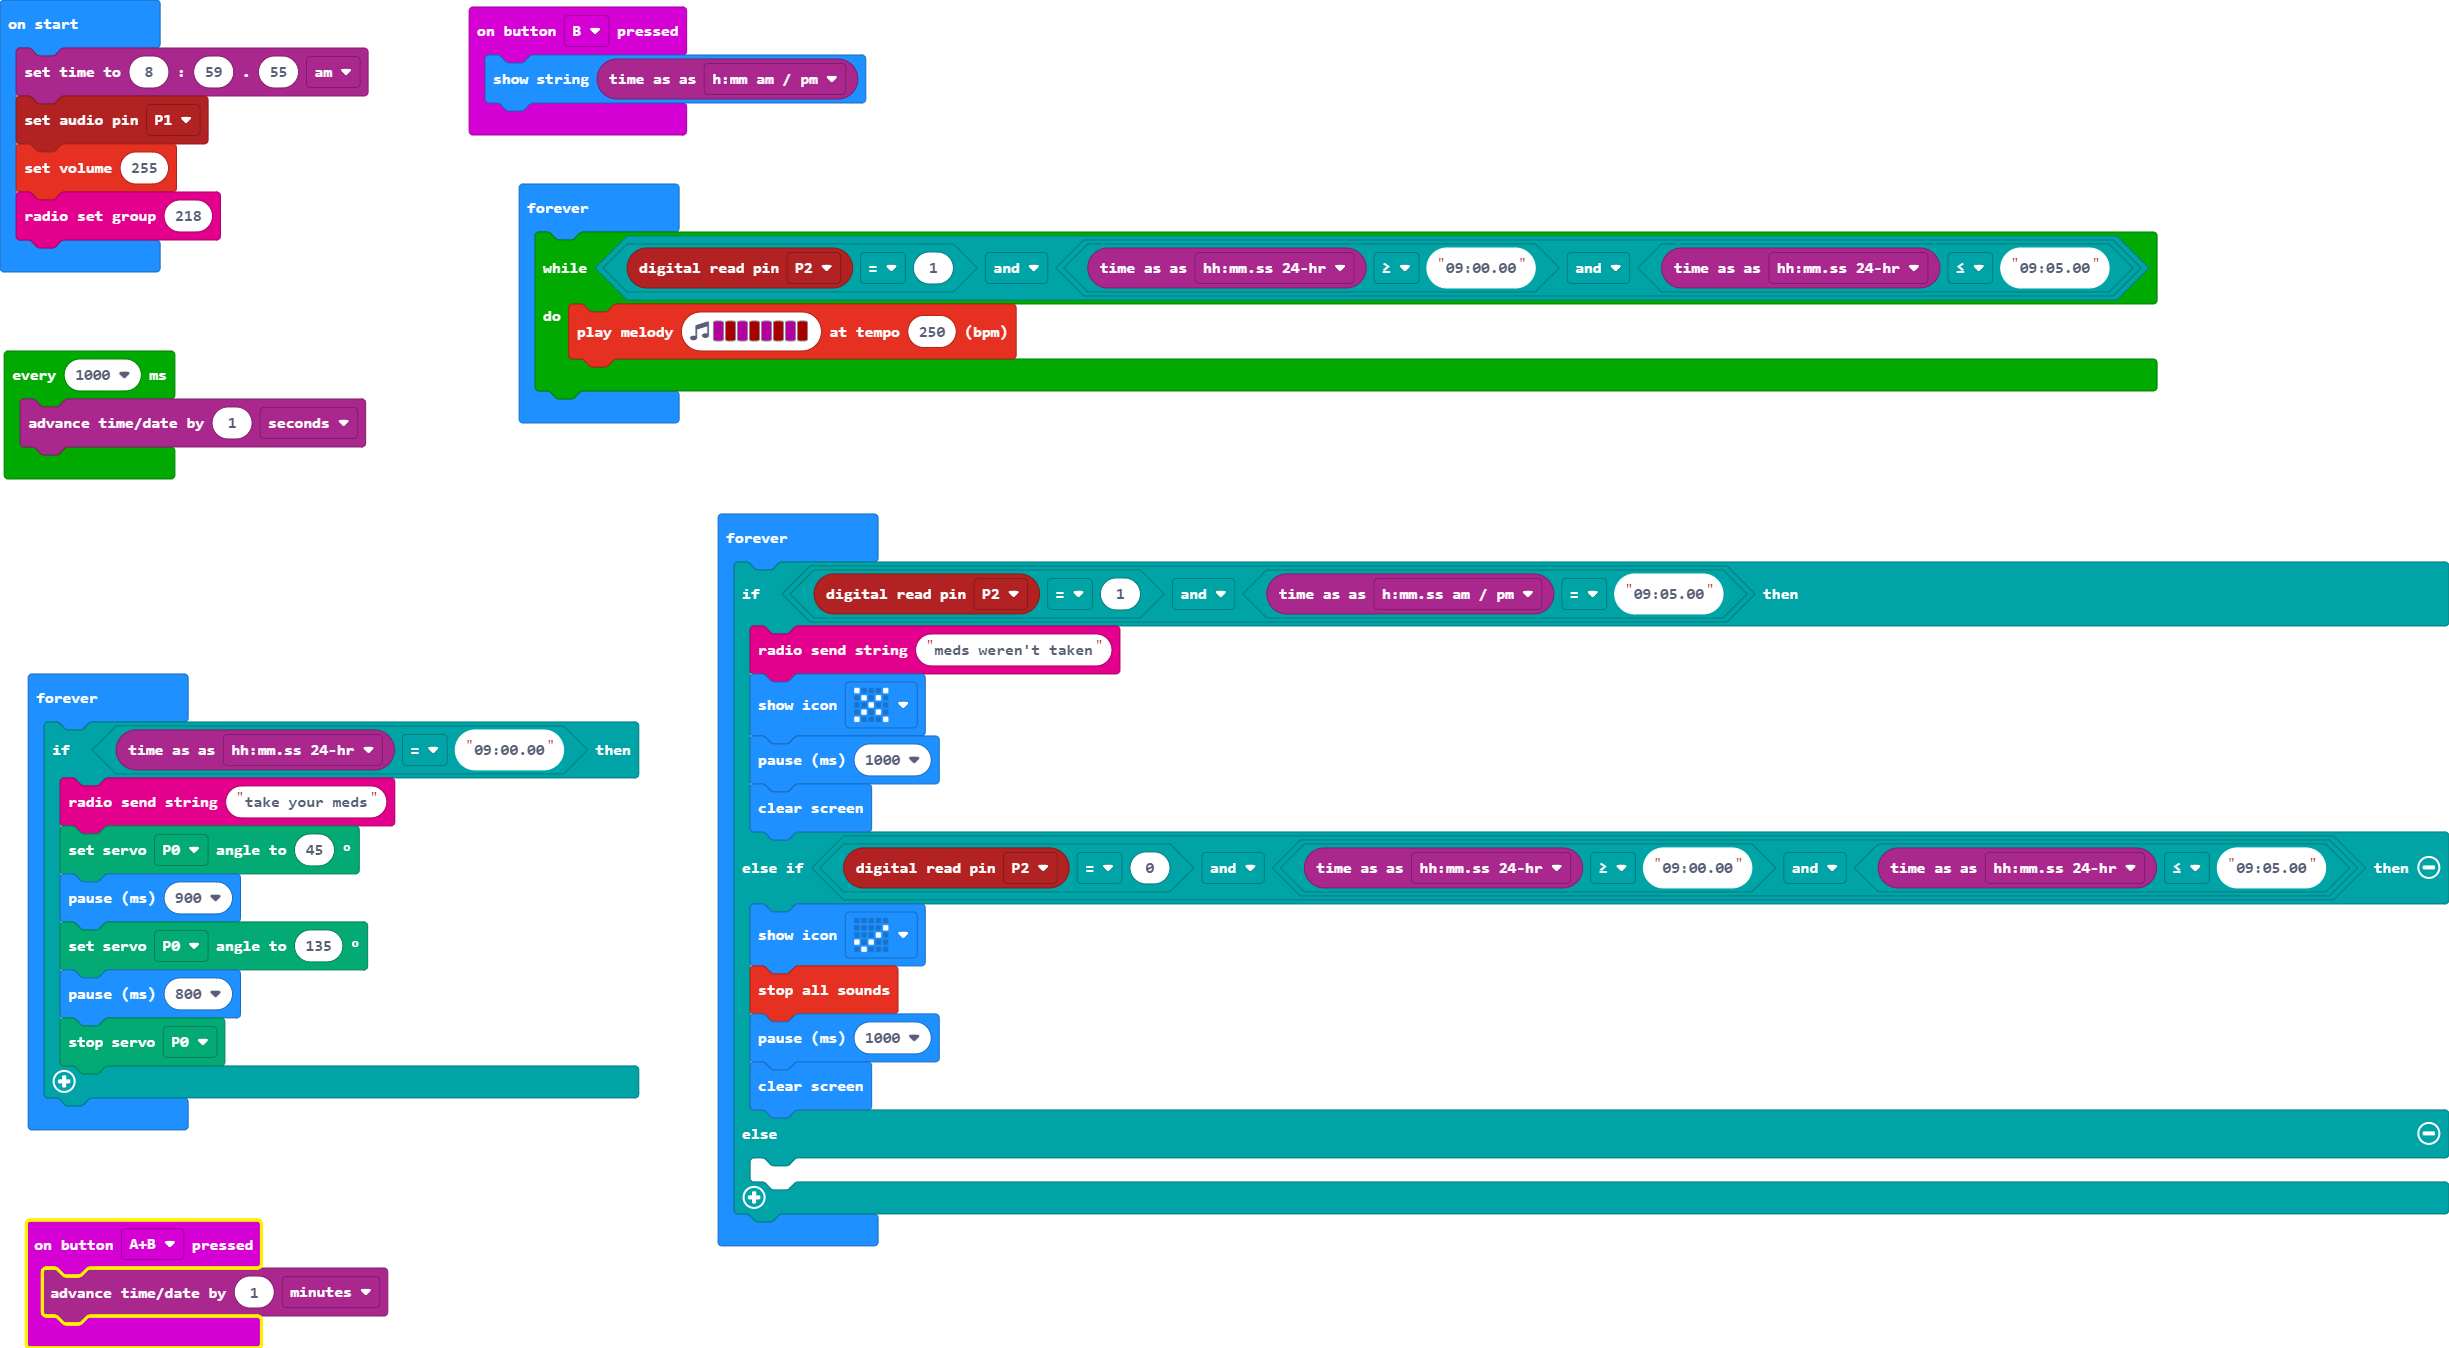 on start
set time to 8 : 59 . 55 am
set audio pin P1
set volume 255
radio set group 218
on button B pressed
show string time as as h:mm am / pm
forever
while digital read pin P2 = 1 and time as as hh:mm.ss 24-hr ≥ "09:00.00" and time as as hh:mm.ss 24-hr ≤ "09:05.00"
do play melody at tempo 250 (bpm)
every 1000 ms
advance time/date by 1 seconds
forever
if digital read pin P2 = 1 and time as as h:mm.ss am / pm = "09:05.00" then
radio send string "meds weren't taken"
show icon
pause (ms) 1000
clear screen
else if digital read pin P2 = 0 and time as as hh:mm.ss 24-hr ≥ "09:00.00" and time as as hh:mm.ss 24-hr ≤ "09:05.00" then
show icon
stop all sounds
pause (ms) 1000
clear screen
else
forever
if time as as hh:mm.ss 24-hr = "09:00.00" then
radio send string "take your meds"
set servo P0 angle to 45 °
pause (ms) 900
set servo P0 angle to 135 °
pause (ms) 800
stop servo P0
on button A+B pressed
advance time/date by 1 minutes